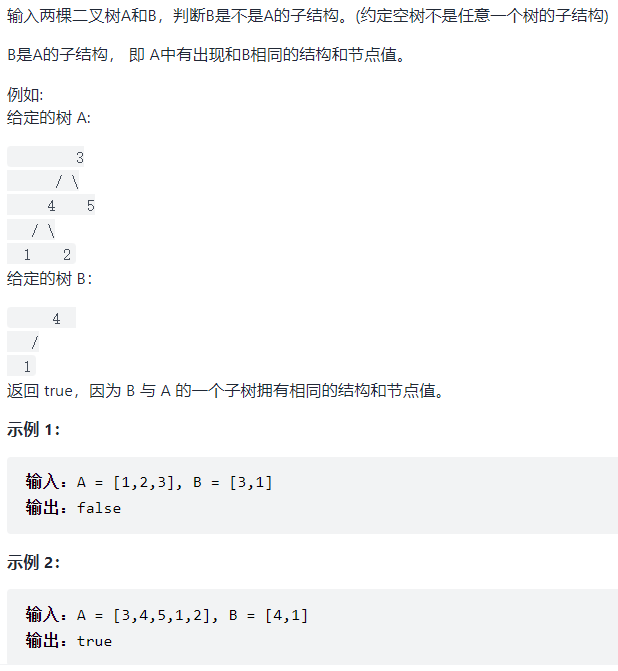 输入两棵二叉树A和B，判断B是不是A的子结构。(约定空树不是任意一个树的子结构)
B是A的子结构， 即 A中有出现和B相同的结构和节点值。
例如:
给定的树 A:
3
/ \
4 5
/ \
1 2
给定的树 B：
4
/
1
返回 true，因为 B 与 A 的一个子树拥有相同的结构和节点值。
示例 1：
输入：A = [1,2,3], B = [3,1]
输出：false
示例 2：
输入：A = [3,4,5,1,2], B = [4,1]
输出：true